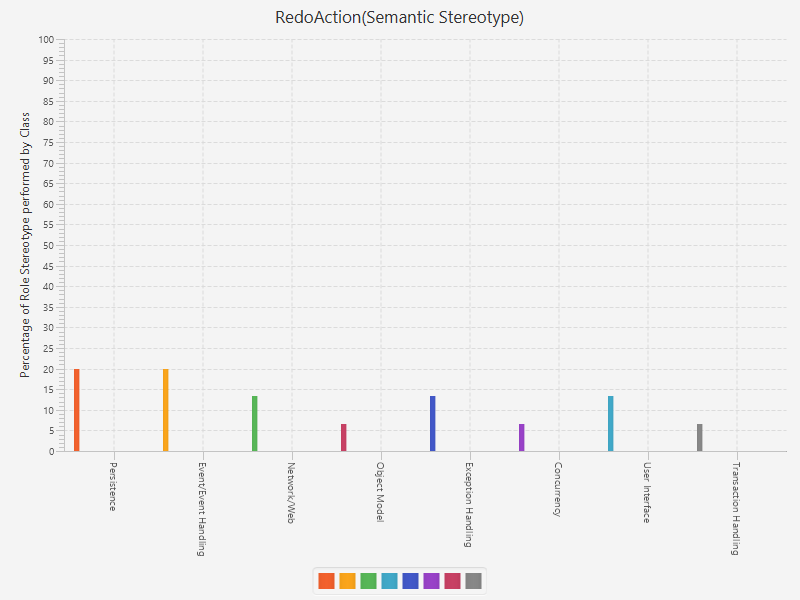 RedoAction(Semantic Stereotype)
Percentage of Role Stereotype performed by Class
100
95
90
85
80
75
70
65
60
55
50
45
40
35
30
25
20
15
10
5
0
Persistence
Event/Event Handling
Network/Web
Object Model
Exception Handling
Concurrency
User Interface
Transaction Handling